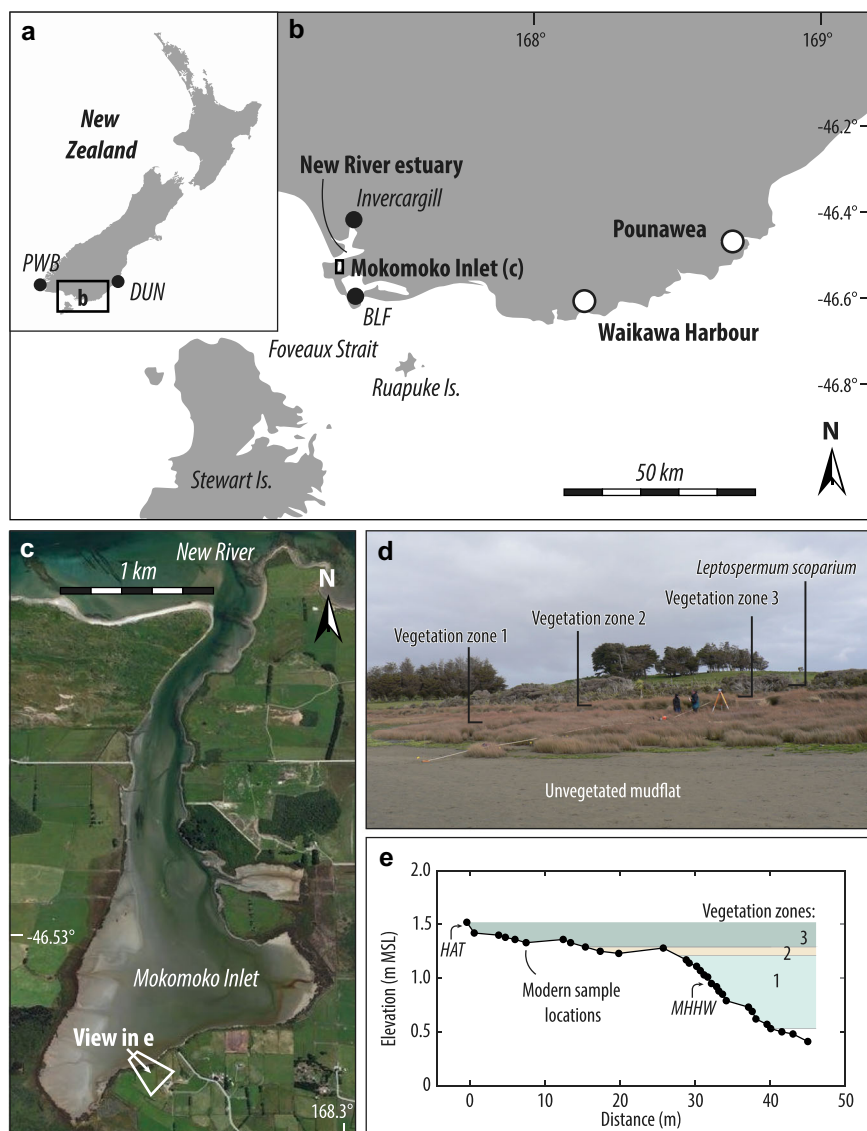 a
New
Zealand
PWB
b
DUN
b
168°
169°
-46.2°
-46.4°
-46.6°
-46.8°
New River estuary
Invercargill
Mokomoko Inlet (c)
BLF
Pounawea
Waikawa Harbour
Foveaux Strait
Ruapuke Is.
Stewart Is.
50 km
N
c
New River
1 km
N
-46.53°
Mokomoko Inlet
View in e
168.3°
d
Leptospermum scoparium
Vegetation zone 3
Vegetation zone 2
Vegetation zone 1
Unvegetated mudflat
e
2.0
1.5
1.0
0.5
0
Elevation (m MSL)
Vegetation zones:
3
2
1
HAT
Modern sample
locations
MHHW
0
10
20
30
40
50
Distance (m)